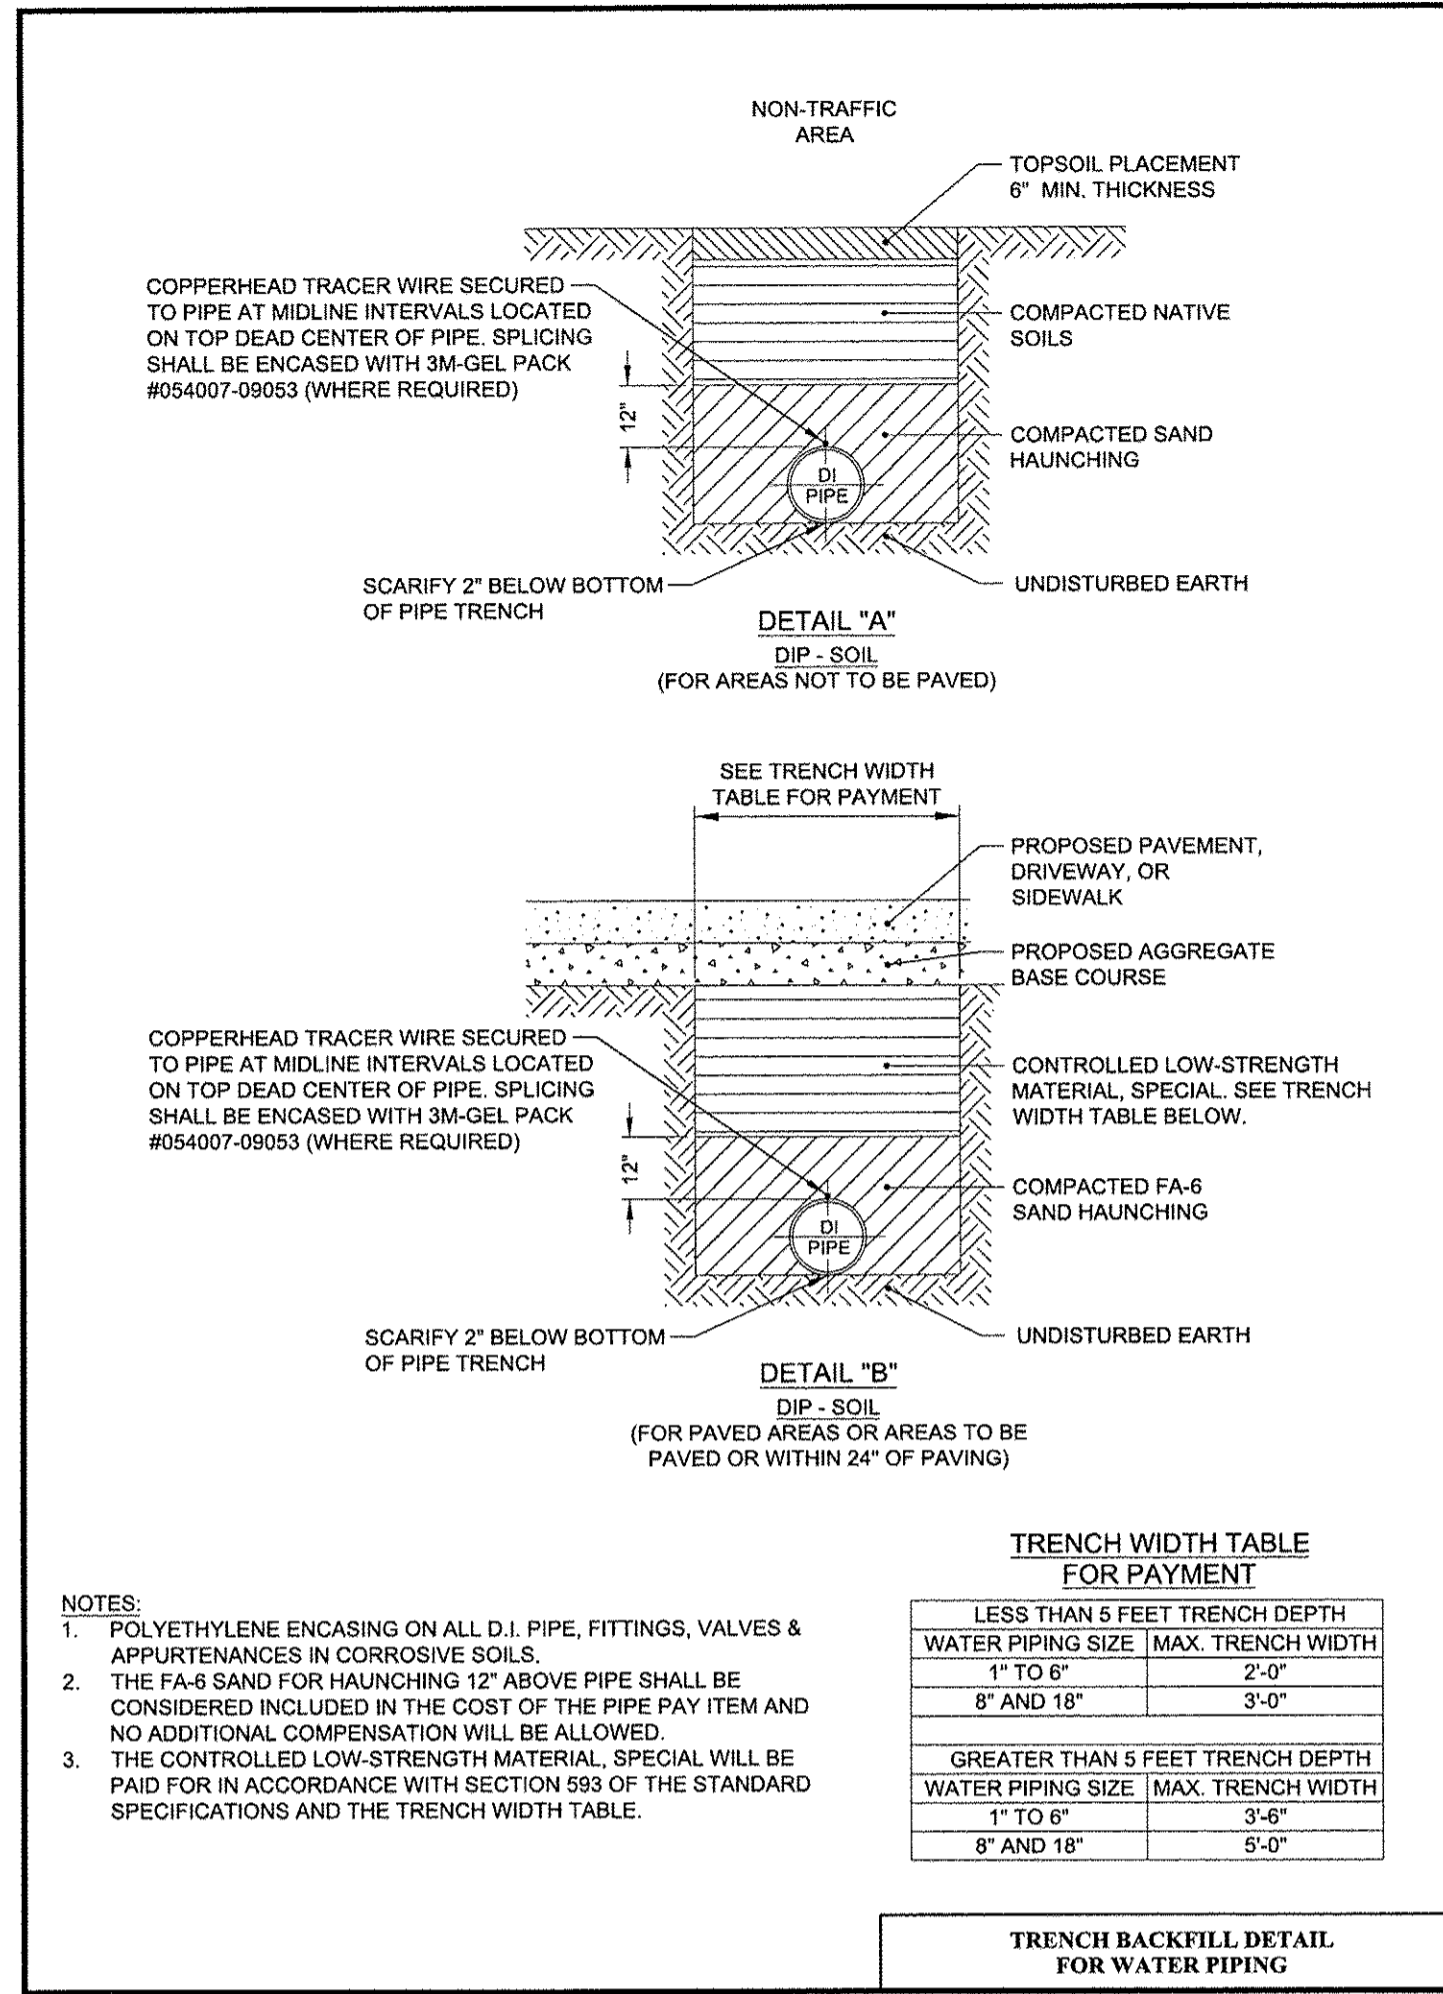 NON-TRAFFIC
AREA
TOPSOIL PLACEMENT
6" MIN. THICKNESS
COPPERHEAD TRACER WIRE SECURED
TO PIPE AT MIDLINE INTERVALS LOCATED
ON TOP DEAD CENTER OF PIPE. SPLICING
SHALL BE ENCASED WITH 3M-GEL PACK
#054007-09053 (WHERE REQUIRED)
COMPACTED NATIVE
SOILS
12"
COMPACTED SAND
HAUNCHING
DI
PIPE
SCARIFY 2" BELOW BOTTOM
OF PIPE TRENCH
UNDISTURBED EARTH
DETAIL "A"
DIP - SOIL
(FOR AREAS NOT TO BE PAVED)
SEE TRENCH WIDTH
TABLE FOR PAYMENT
PROPOSED PAVEMENT,
DRIVEWAY, OR
SIDEWALK
PROPOSED AGGREGATE
BASE COURSE
COPPERHEAD TRACER WIRE SECURED
TO PIPE AT MIDLINE INTERVALS LOCATED
ON TOP DEAD CENTER OF PIPE. SPLICING
SHALL BE ENCASED WITH 3M-GEL PACK
#054007-09053 (WHERE REQUIRED)
CONTROLLED LOW-STRENGTH
MATERIAL, SPECIAL. SEE TRENCH
WIDTH TABLE BELOW.
12"
COMPACTED FA-6
SAND HAUNCHING
DI
PIPE
SCARIFY 2" BELOW BOTTOM
OF PIPE TRENCH
UNDISTURBED EARTH
DETAIL "B"
DIP - SOIL
(FOR PAVED AREAS OR AREAS TO BE
PAVED OR WITHIN 24" OF PAVING)
NOTES:
1. POLYETHYLENE ENCASING ON ALL D.I. PIPE, FITTINGS, VALVES &
APPURTENANCES IN CORROSIVE SOILS.
2. THE FA-6 SAND FOR HAUNCHING 12" ABOVE PIPE SHALL BE
CONSIDERED INCLUDED IN THE COST OF THE PIPE PAY ITEM AND
NO ADDITIONAL COMPENSATION WILL BE ALLOWED.
3. THE CONTROLLED LOW-STRENGTH MATERIAL, SPECIAL WILL BE
PAID FOR IN ACCORDANCE WITH SECTION 593 OF THE STANDARD
SPECIFICATIONS AND THE TRENCH WIDTH TABLE.
TRENCH WIDTH TABLE
FOR PAYMENT
LESS THAN 5 FEET TRENCH DEPTH
WATER PIPING SIZE MAX. TRENCH WIDTH
1" TO 6" 2'-0"
8" AND 18" 3'-0"
GREATER THAN 5 FEET TRENCH DEPTH
WATER PIPING SIZE MAX. TRENCH WIDTH
1" TO 6" 3'-6"
8" AND 18" 5'-0"
TRENCH BACKFILL DETAIL
FOR WATER PIPING